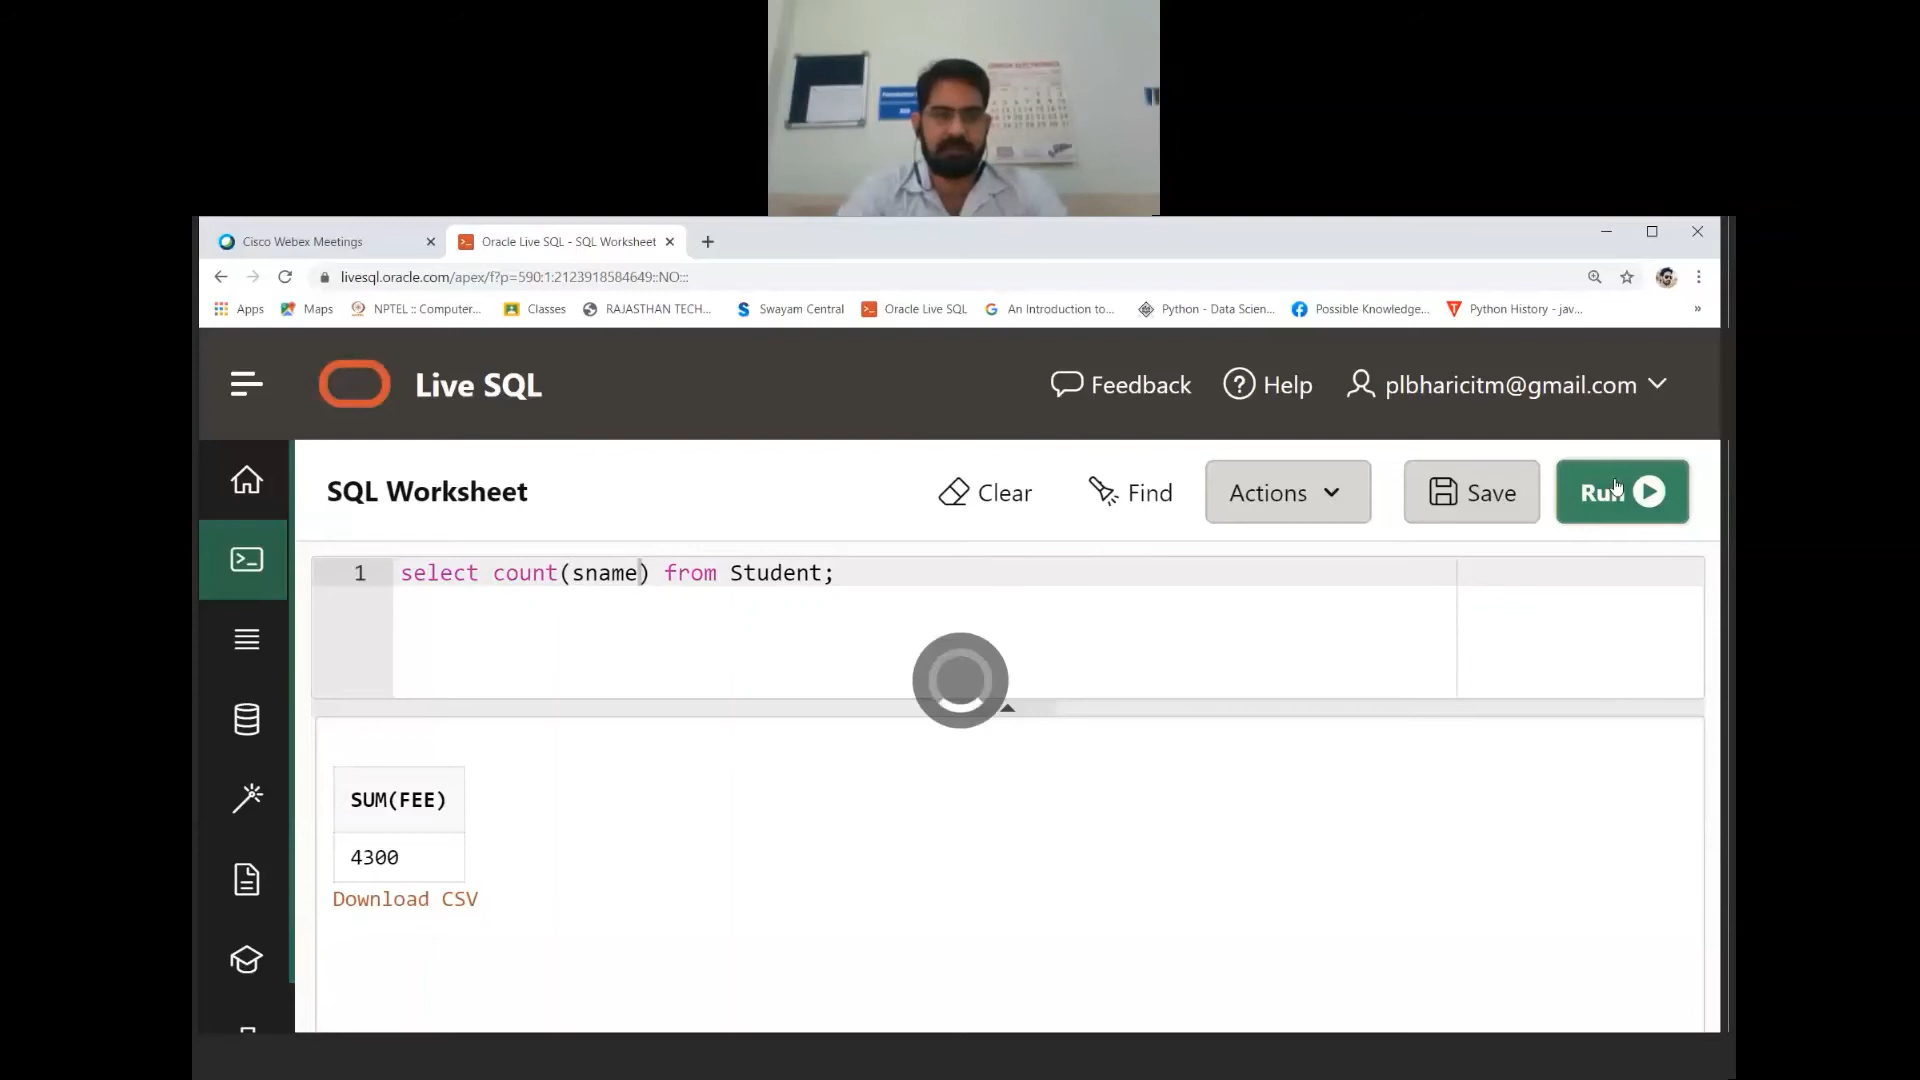 Cisco Webex Meetings
Oracle Live SQL - SQL Worksheet
livesql.oracle.com/apex/f?p=590:1:2123918584649::NO:::
Apps
Maps
NPTEL :: Computer...
Classes
RAJASTHAN TECH...
Swayam Central
Oracle Live SQL
An Introduction to...
Python - Data Scien...
Possible Knowledge...
Python History - jav...
»
Live SQL
Feedback
Help
plbharicitm@gmail.com
SQL Worksheet
Clear
Find
Actions
Save
Run
1 select count(sname) from Student;
SUM(FEE)
4300
Download CSV